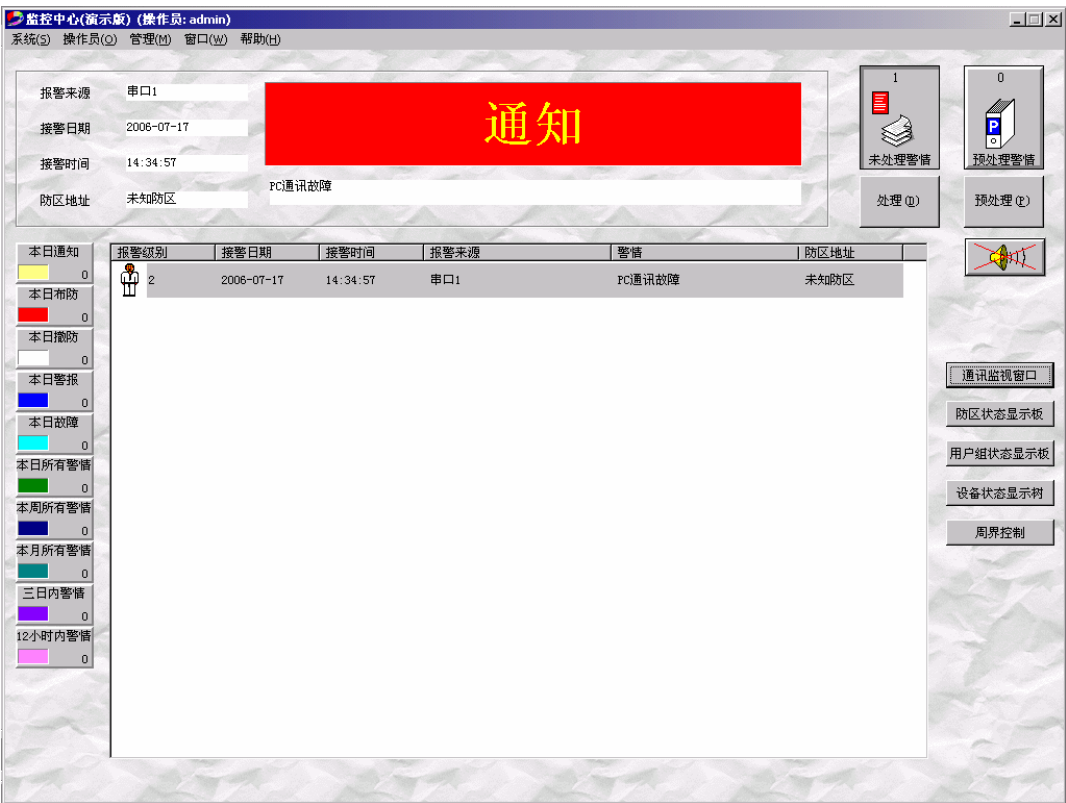 监控中心(演示版) (操作员: admin)
系统(S) 操作员(O) 管理(M) 窗口(W) 帮助(H)
报警来源 串口1
接警日期 2006-07-17
接警时间 14:34:57
防区地址 未知防区
通知
PC通讯故障
1
未处理警情
0
P
预处理警情
处理(D)
预处理(P)
本日通知
0
本日布防
0
本日撤防
0
本日警报
0
本日故障
0
本日所有警情
0
本周所有警情
0
本月所有警情
0
三日内警情
0
12小时内警情
0
报警级别 接警日期 接警时间 报警来源 警情 防区地址
2 2006-07-17 14:34:57 串口1 PC通讯故障 未知防区
通讯监视窗口
防区状态显示板
用户组状态显示板
设备状态显示树
周界控制